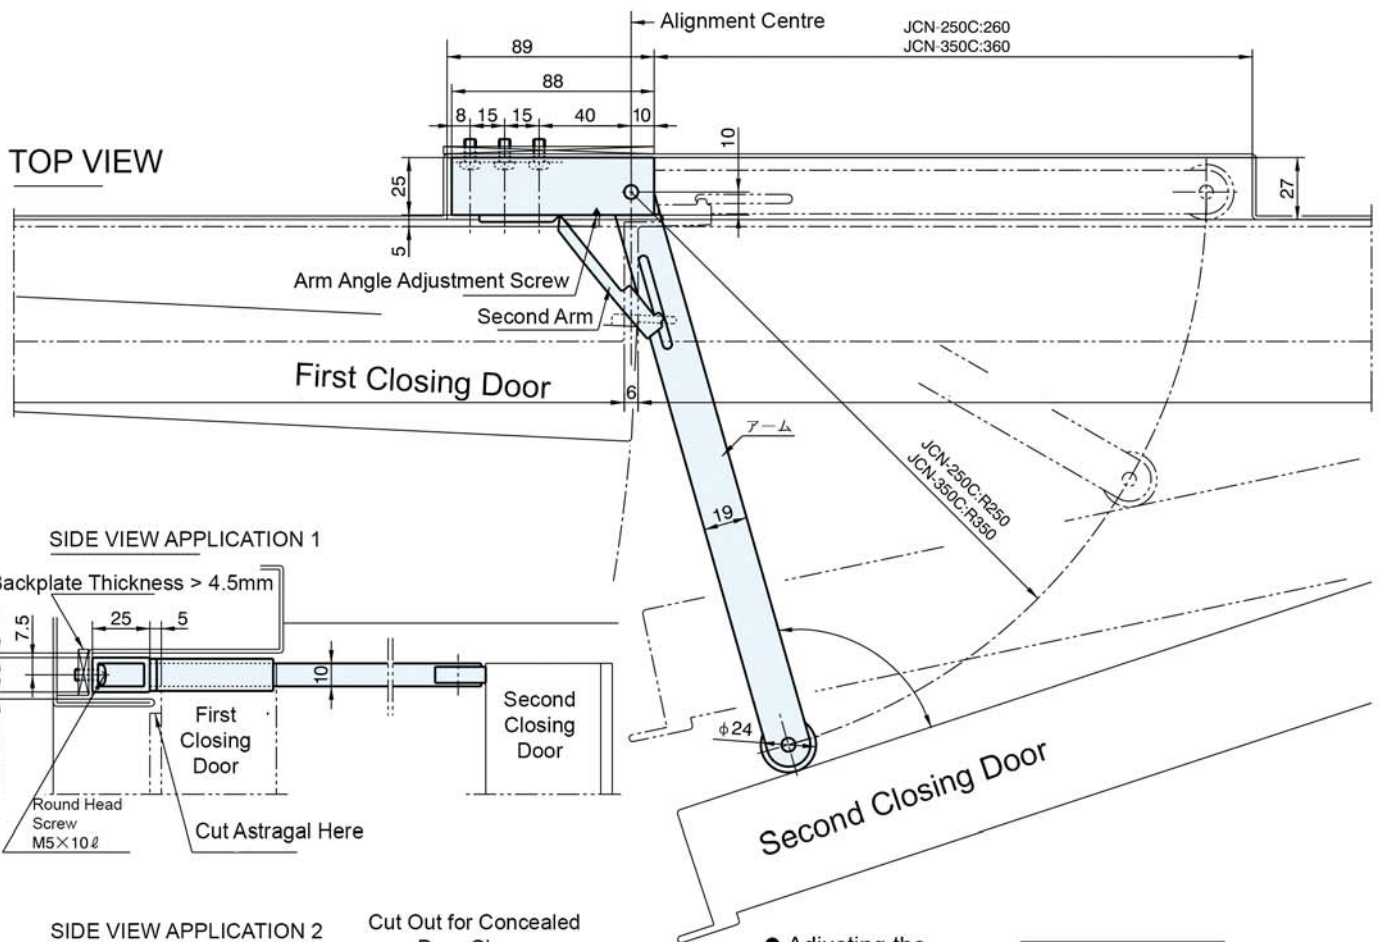 Alignment Centre
JCN-250C:260
JCN-350C:360
89
88
8 15 15 40 10
10
TOP VIEW
25
27
5
Arm Angle Adjustment Screw
Second Arm
First Closing Door
6
アーム
JCN-250C:R250
JCN-350C:R350
19
SIDE VIEW APPLICATION 1
Backplate Thickness > 4.5mm
25 5
7.5
10
First
Closing
Door
Second
Closing
Door
φ24
Second Closing Door
Round Head
Screw
M5×10ℓ
Cut Astragal Here
SIDE VIEW APPLICATION 2
Cut Out for Concealed
● Adjusting the